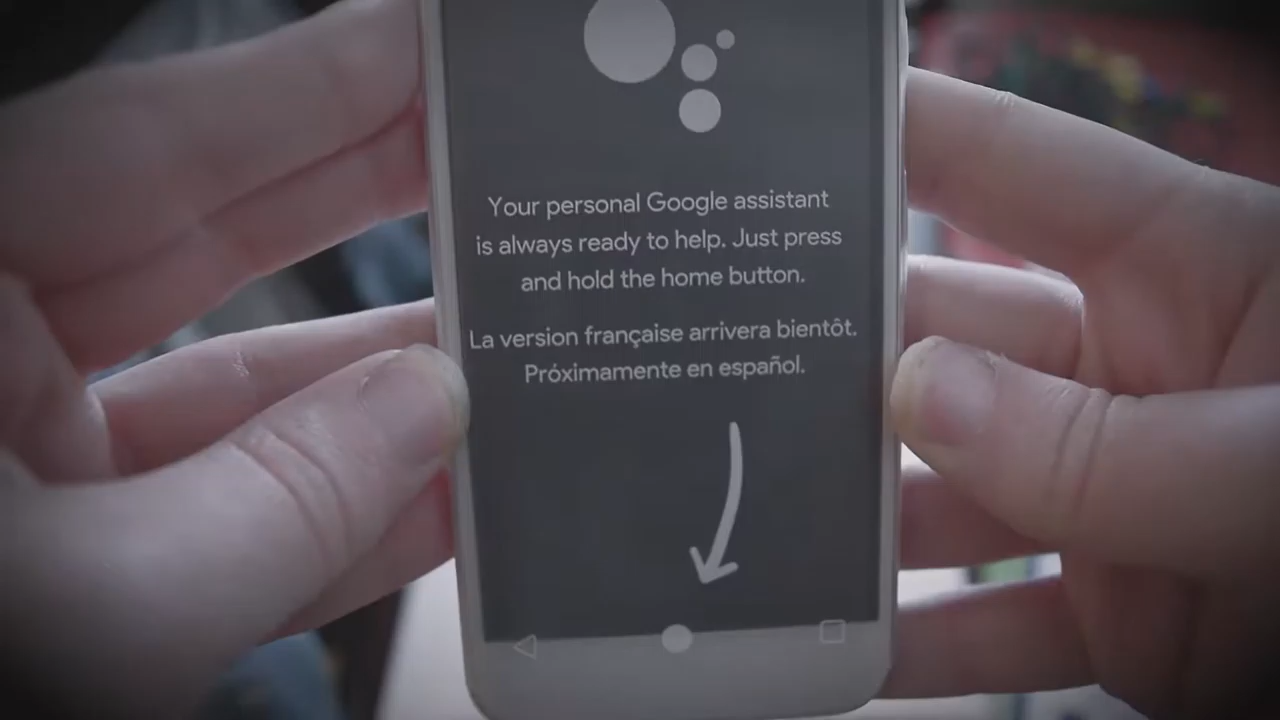 Your personal Google assistant
is always ready to help. Just press
and hold the home button.
La version française arrivera bientôt.
Próximamente en español.